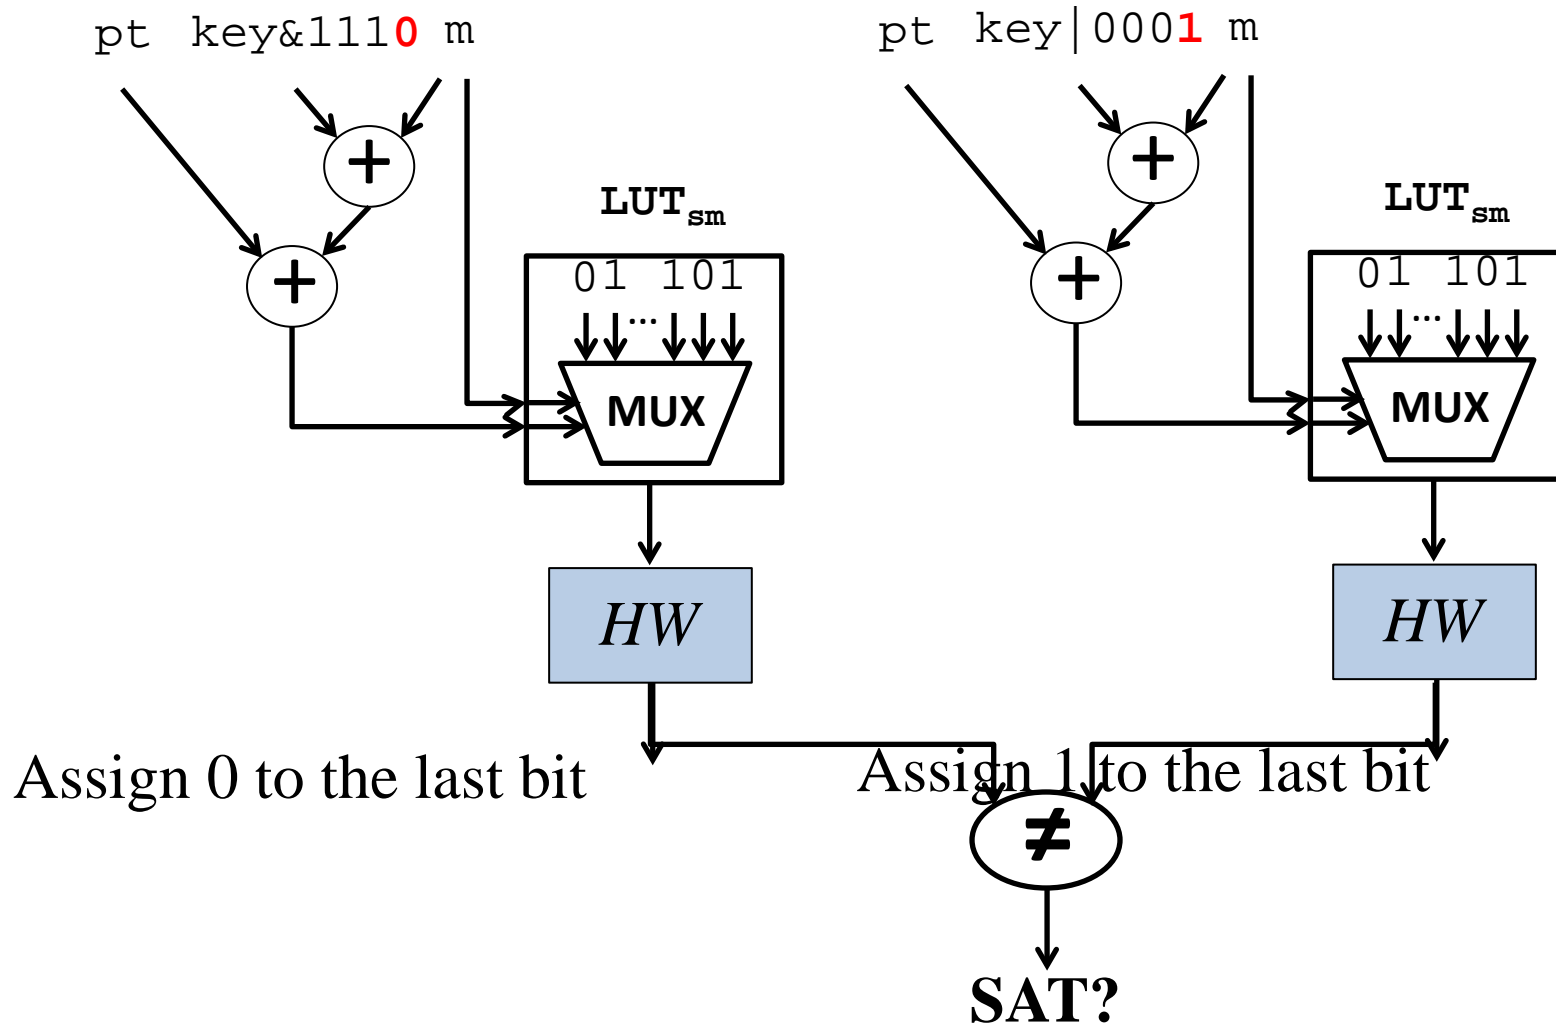 pt key&1110 m
pt key|0001 m
+
+
+
+
LUTsm
LUTsm
01 101
01 101
...
...
MUX
MUX
HW
HW
Assign 0 to the last bit
Assign 1 to the last bit
≠
SAT?